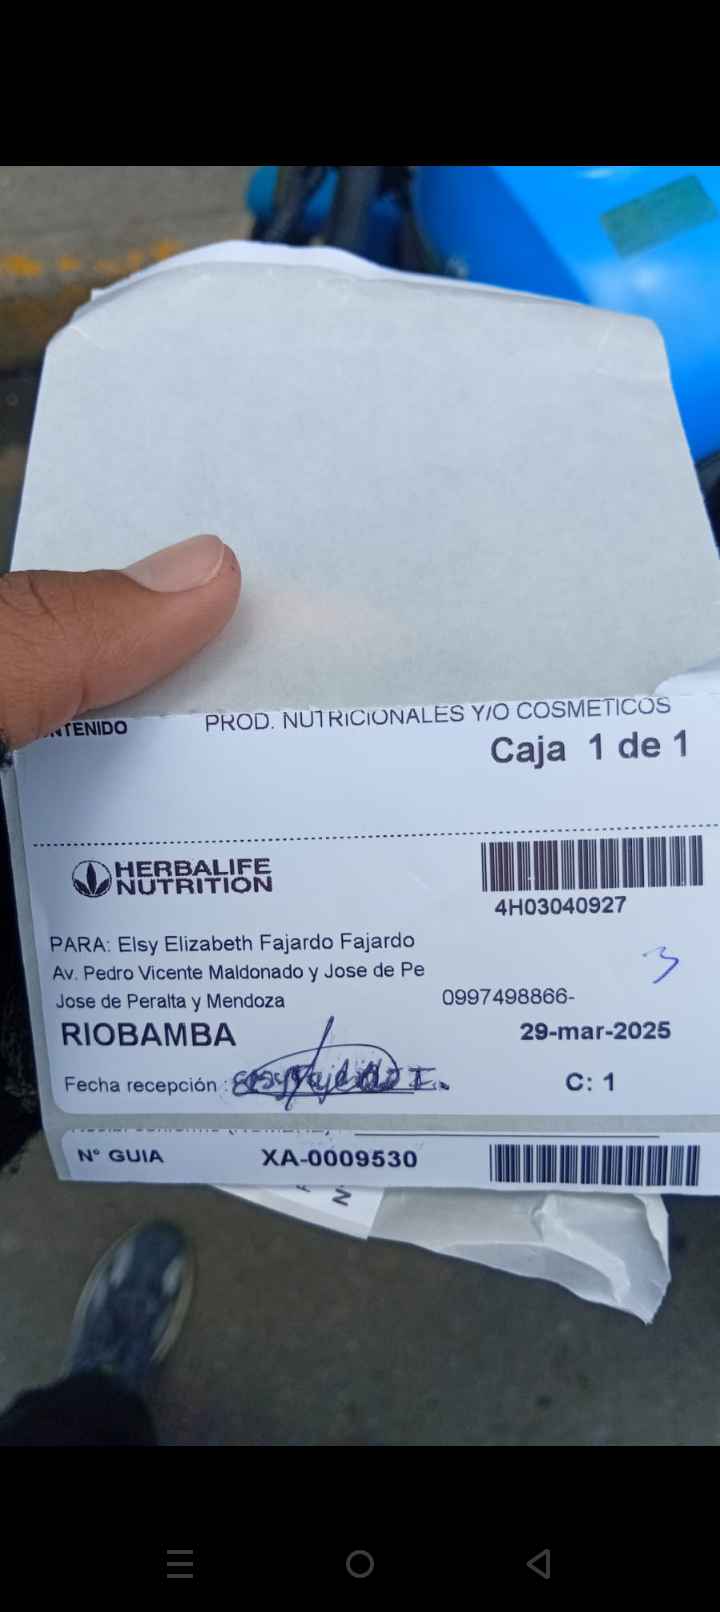 PROD. NUTRICIONALES Y/O COSMETICOS
Caja 1 de 1
HERBALIFE
NUTRITION
4H03040927
PARA: Elsy Elizabeth Fajardo Fajardo
Av. Pedro Vicente Maldonado y Jose de Pe
Jose de Peralta y Mendoza
0997498866-
3
RIOBAMBA
29-mar-2025
Fecha recepción :
C: 1
N° GUIA XA-0009530